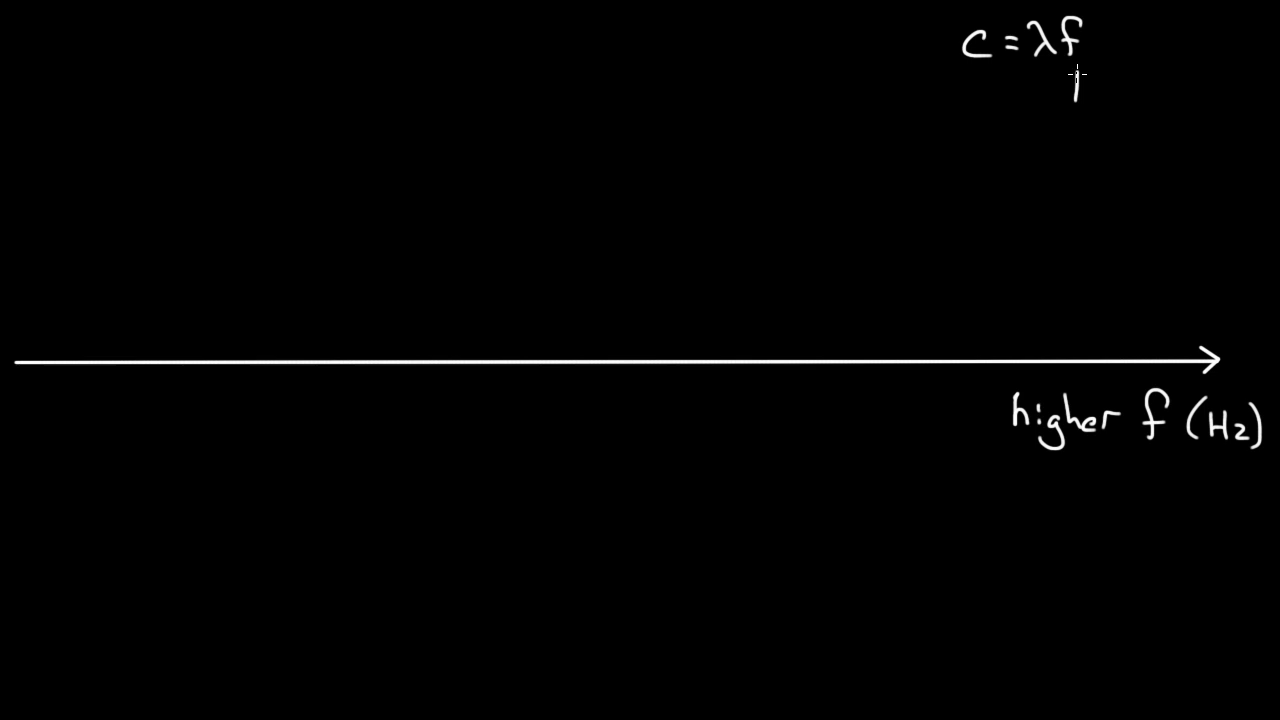 c = λf
higher f (Hz)